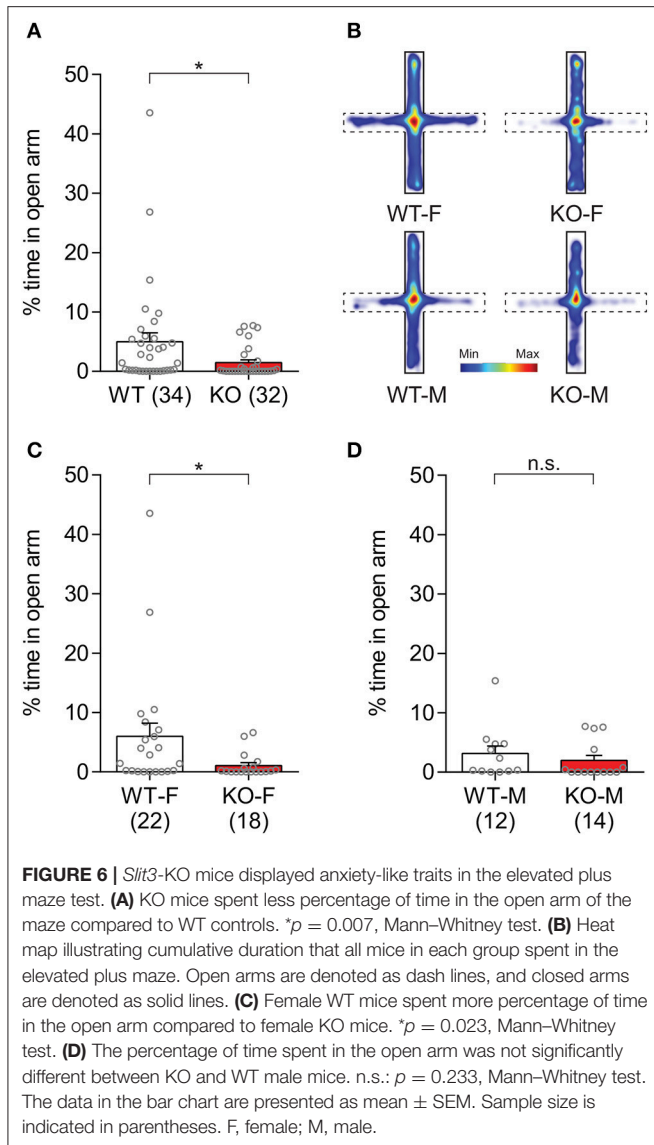 A
*
50
40
30
20
10
0
% time in open arm
WT (34)
KO (32)
B
WT-F
KO-F
WT-M
KO-M
Min
Max
C
*
50
40
30
20
10
0
% time in open arm
WT-F
(22)
KO-F
(18)
D
n.s.
50
40
30
20
10
0
% time in open arm
WT-M
(12)
KO-M
(14)
FIGURE 6 | Slit3-KO mice displayed anxiety-like traits in the elevated plus
maze test. (A) KO mice spent less percentage of time in the open arm of the
maze compared to WT controls. *p = 0.007, Mann–Whitney test. (B) Heat
map illustrating cumulative duration that all mice in each group spent in the
elevated plus maze. Open arms are denoted as dash lines, and closed arms
are denoted as solid lines. (C) Female WT mice spent more percentage of time
in the open arm compared to female KO mice. *p = 0.023, Mann–Whitney
test. (D) The percentage of time spent in the open arm was not significantly
different between KO and WT male mice. n.s.: p = 0.233, Mann–Whitney test.
The data in the bar chart are presented as mean ± SEM. Sample size is
indicated in parentheses. F, female; M, male.